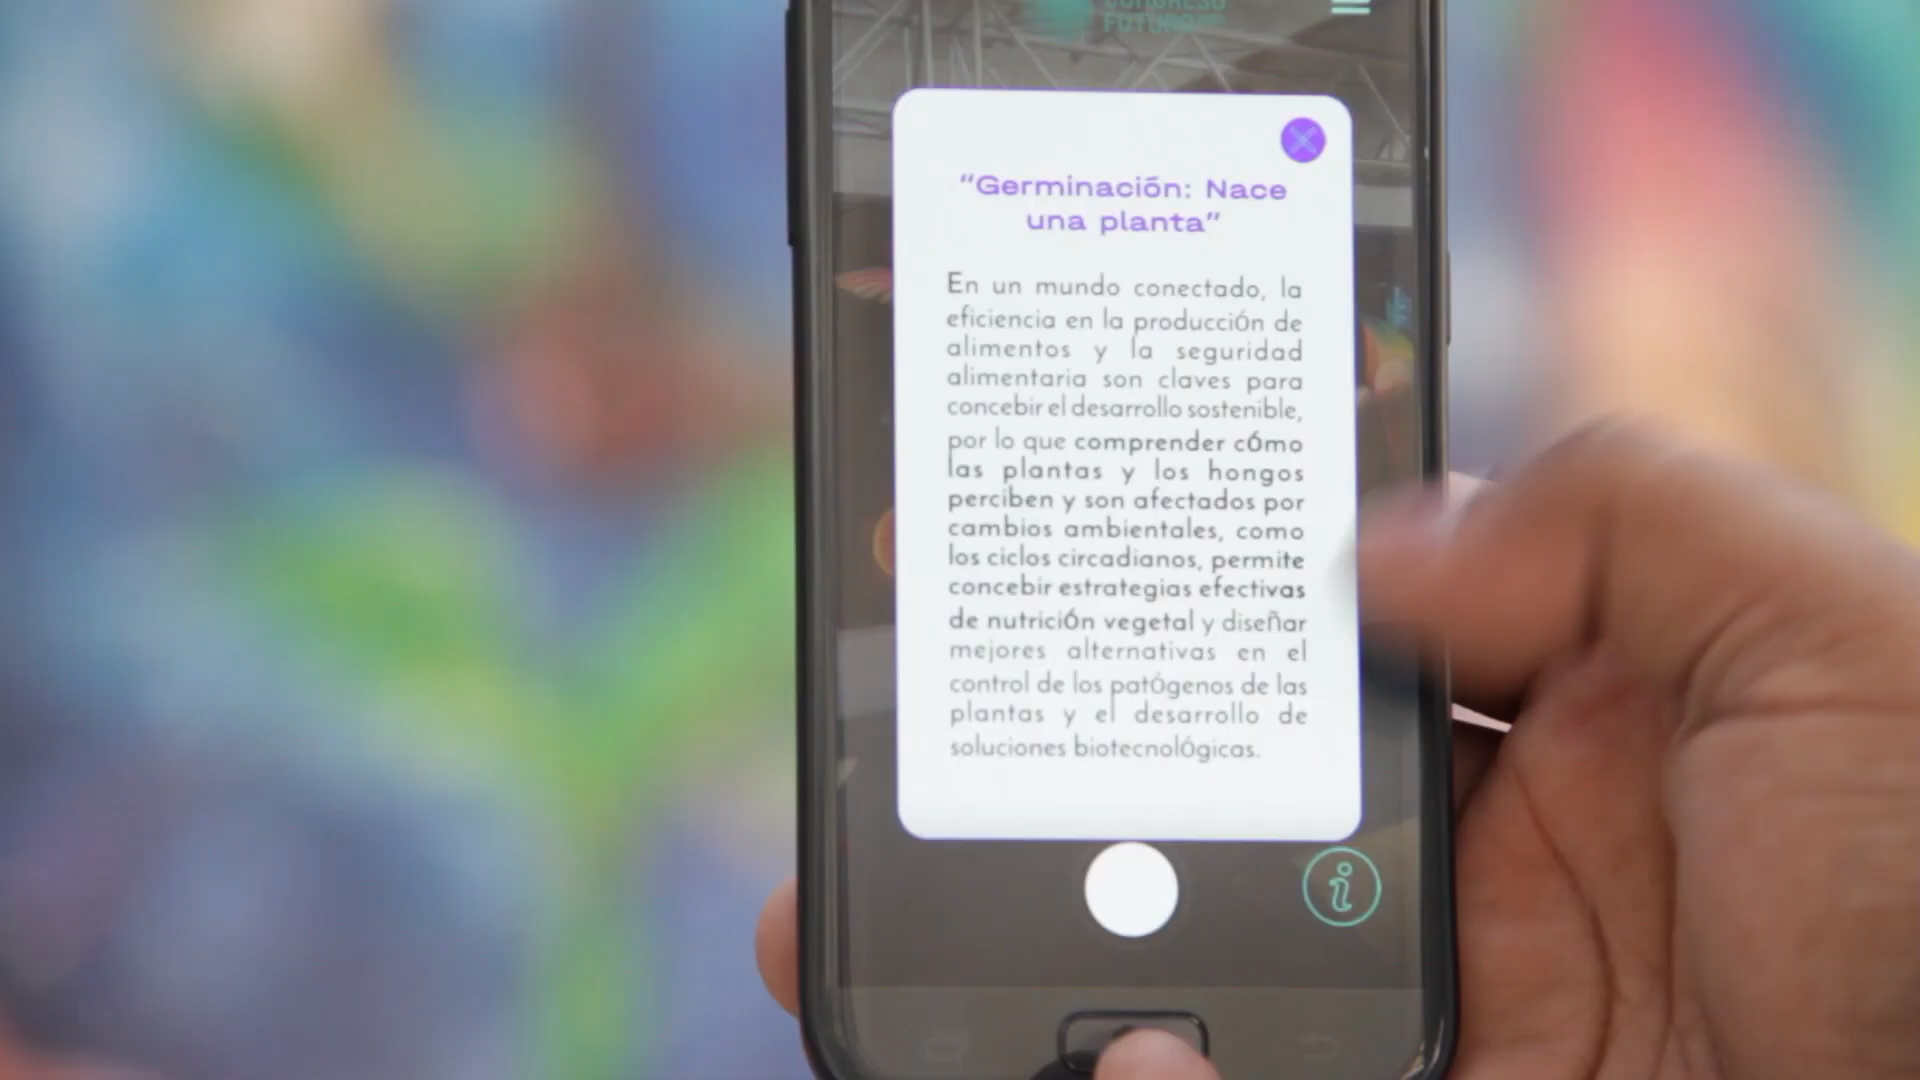 CONGRESO
FUTURO
“Germinación: Nace
una planta”
En un mundo conectado, la
eficiencia en la producción de
alimentos y la seguridad
alimentaria son claves para
concebir el desarrollo sostenible,
por lo que comprender cómo
las plantas y los hongos
perciben y son afectados por
cambios ambientales, como
los ciclos circadianos, permite
concebir estrategias efectivas
de nutrición vegetal y diseñar
mejores alternativas en el
control de los patógenos de las
plantas y el desarrollo de
soluciones biotecnológicas.
i